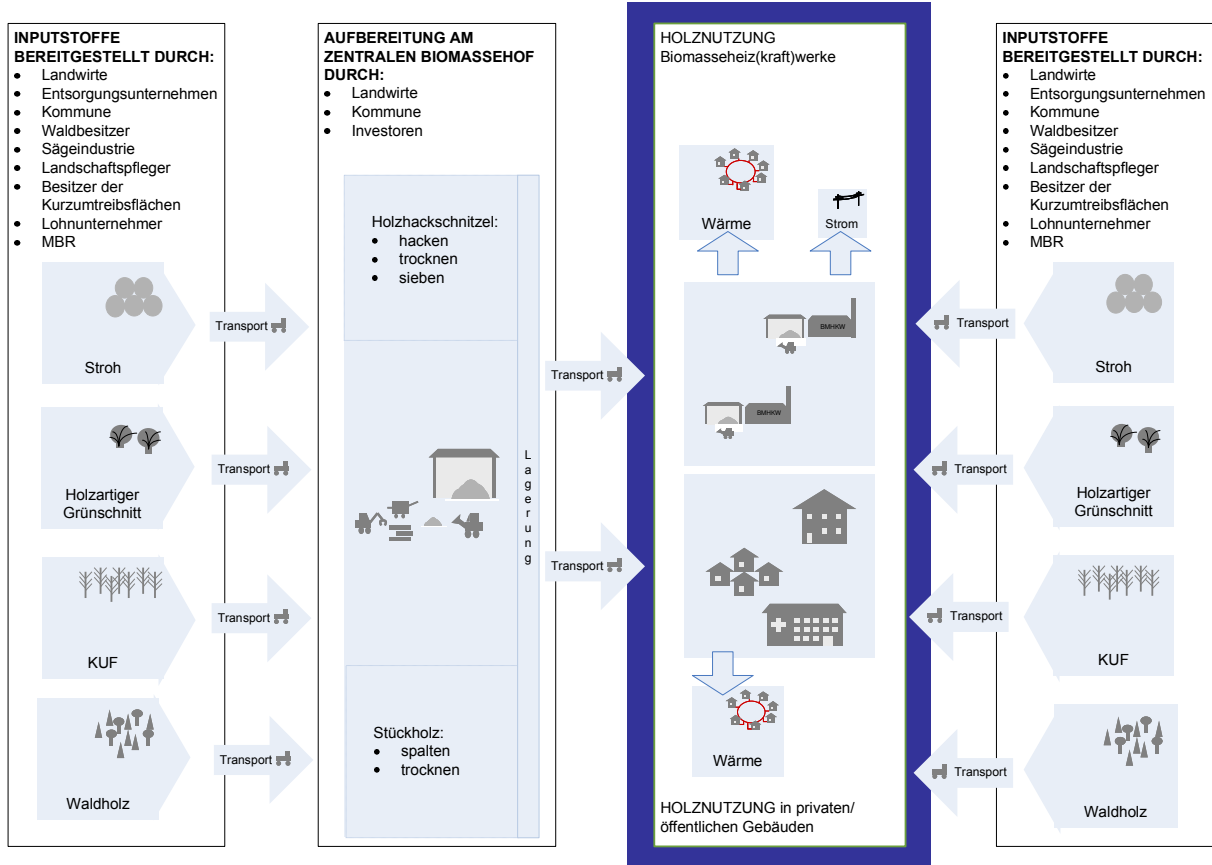 INPUTSTOFFE
BEREITGESTELLT DURCH:
• Landwirte
• Entsorgungsunternehmen
• Kommune
• Waldbesitzer
• Sägeindustrie
• Landschaftspfleger
• Besitzer der
Kurzumtreibsflächen
• Lohnunternehmer
• MBR
Stroh
Holzartiger
Grünschnitt
KUF
Waldholz
Transport
Transport
Transport
Transport
AUFBEREITUNG AM
ZENTRALEN BIOMASSEHOF
DURCH:
• Landwirte
• Kommune
• Investoren
Holzhackschnitzel:
• hacken
• trocknen
• sieben
Lagerung
Stückholz:
• spalten
• trocknen
Transport
Transport
HOLZNUTZUNG
Biomasseheiz(kraft)werke
Wärme
Strom
BMHKW
BMHKW
Wärme
HOLZNUTZUNG in privaten/
öffentlichen Gebäuden
Transport
Transport
Transport
Transport
INPUTSTOFFE
BEREITGESTELLT DURCH:
• Landwirte
• Entsorgungsunternehmen
• Kommune
• Waldbesitzer
• Sägeindustrie
• Landschaftspfleger
• Besitzer der
Kurzumtreibsflächen
• Lohnunternehmer
• MBR
Stroh
Holzartiger
Grünschnitt
KUF
Waldholz